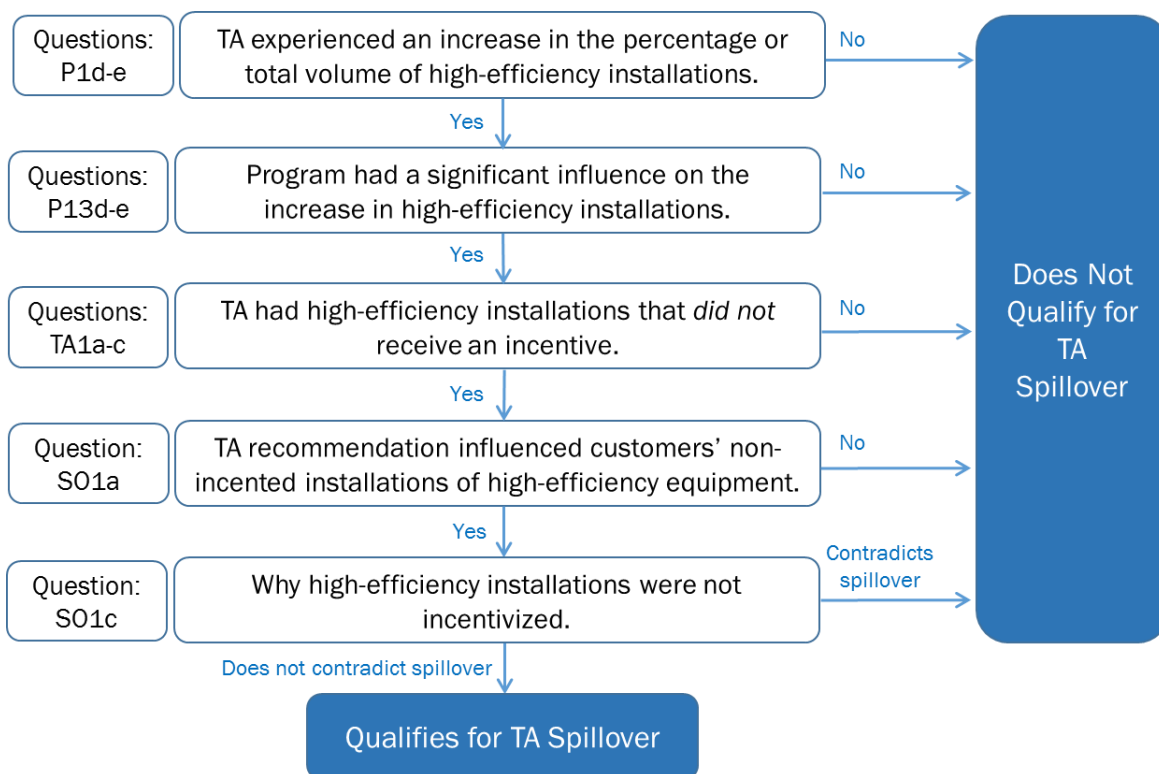 Questions:
P1d-e
TA experienced an increase in the percentage or
total volume of high-efficiency installations.
No
Yes
Questions:
P13d-e
Program had a significant influence on the
increase in high-efficiency installations.
No
Yes
Questions:
TA1a-c
TA had high-efficiency installations that did not
receive an incentive.
No
Yes
Question:
SO1a
TA recommendation influenced customers’ non-
incented installations of high-efficiency equipment.
No
Yes
Question:
SO1c
Why high-efficiency installations were not
incentivized.
Contradicts
spillover
Does not contradict spillover
Qualifies for TA Spillover
Does Not
Qualify for
TA
Spillover